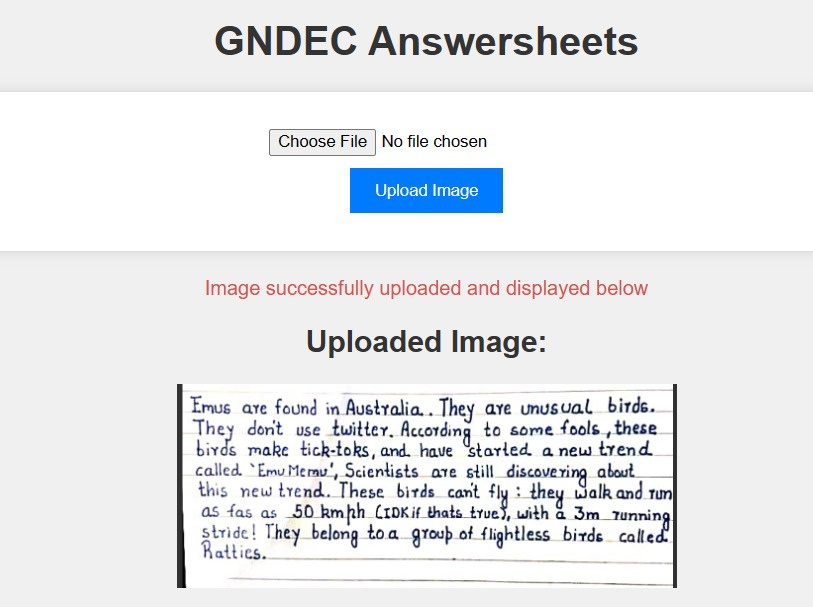 GNDEC Answersheets
Choose File No file chosen
Upload Image
Image successfully uploaded and displayed below
Uploaded Image:
Emus are found in Australia. They are unusual birds.
They don't use twitter. According to some fools, these
birds make tick-toks, and have started a new trend
called 'Emu Memu', Scientists are still discovering about
this new trend. These birds can't fly : they walk and run
as fas as 50 kmph (IDK if thats true), with a 3m running
stride! They belong to a group of flightless birds called
Ratties.